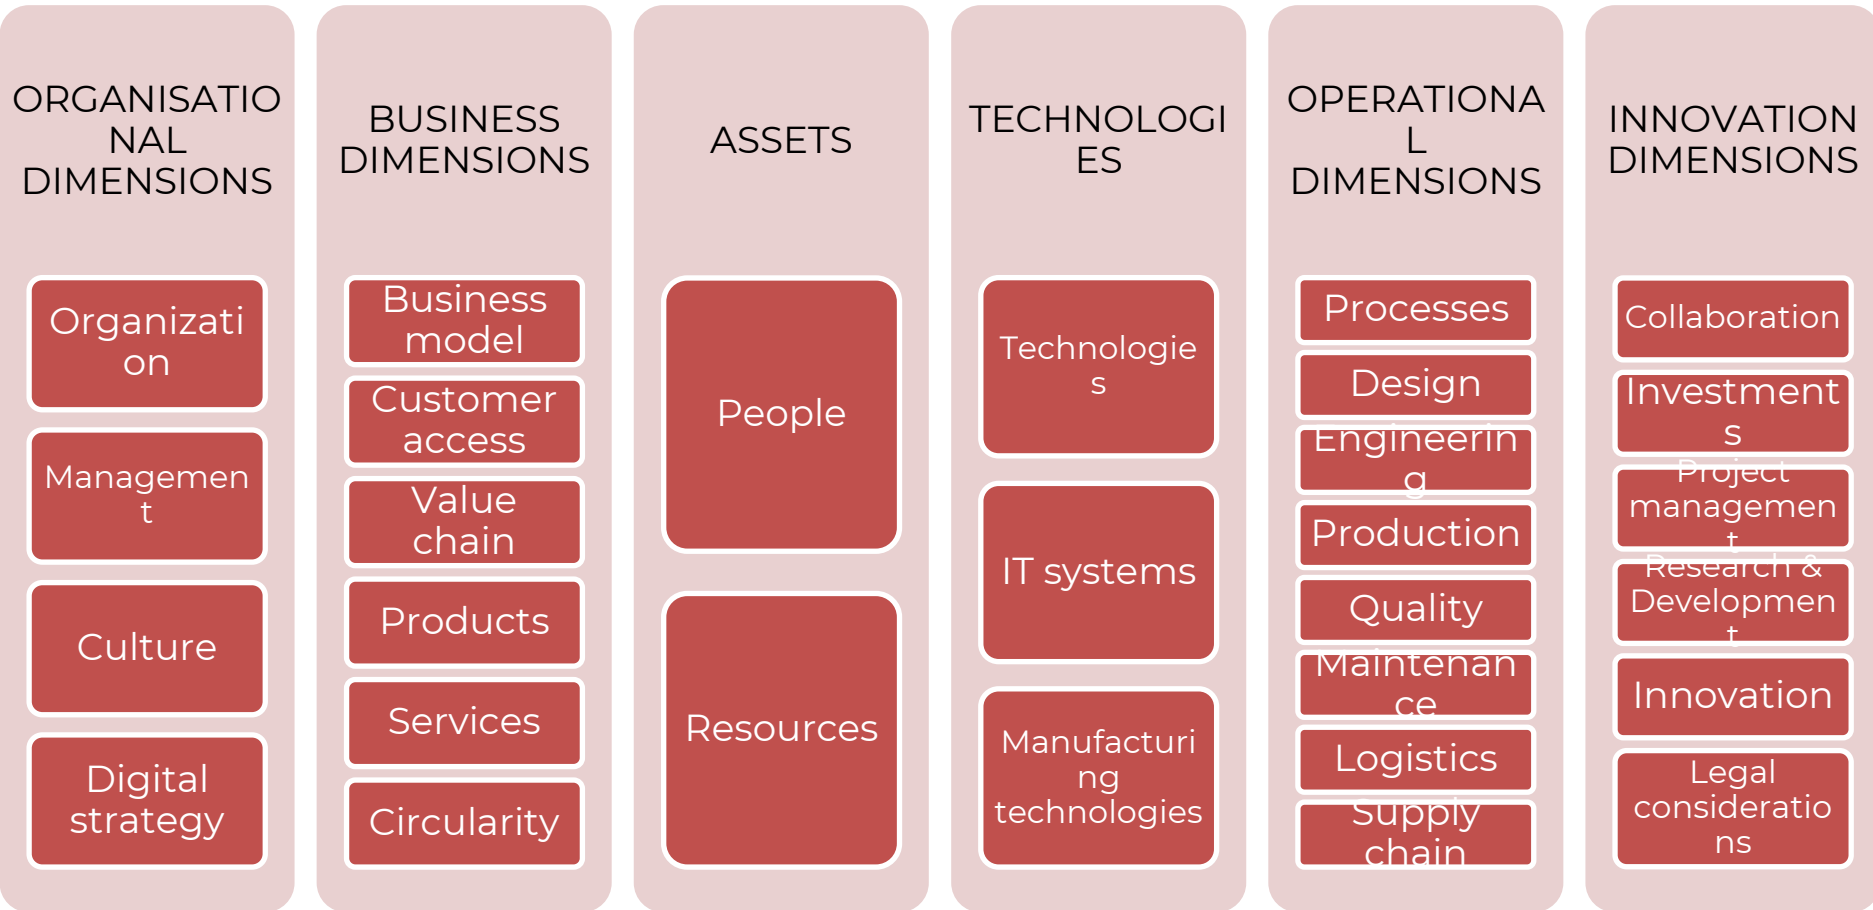 ORGANISATIO
NAL
DIMENSIONS
Organizati
on
Managemen
t
Culture
Digital
strategy
BUSINESS
DIMENSIONS
Business
model
Customer
access
Value
chain
Products
Services
Circularity
ASSETS
People
Resources
TECHNOLOGI
ES
Technologie
s
IT systems
Manufacturi
ng
technologies
OPERATIONA
L
DIMENSIONS
Processes
Design
Engineerin
g
Production
Quality
Maintenan
ce
Logistics
Supply
chain
INNOVATION
DIMENSIONS
Collaboration
Investment
s
Project
managemen
t
Research &
Developmen
t
Innovation
Legal
consideratio
ns